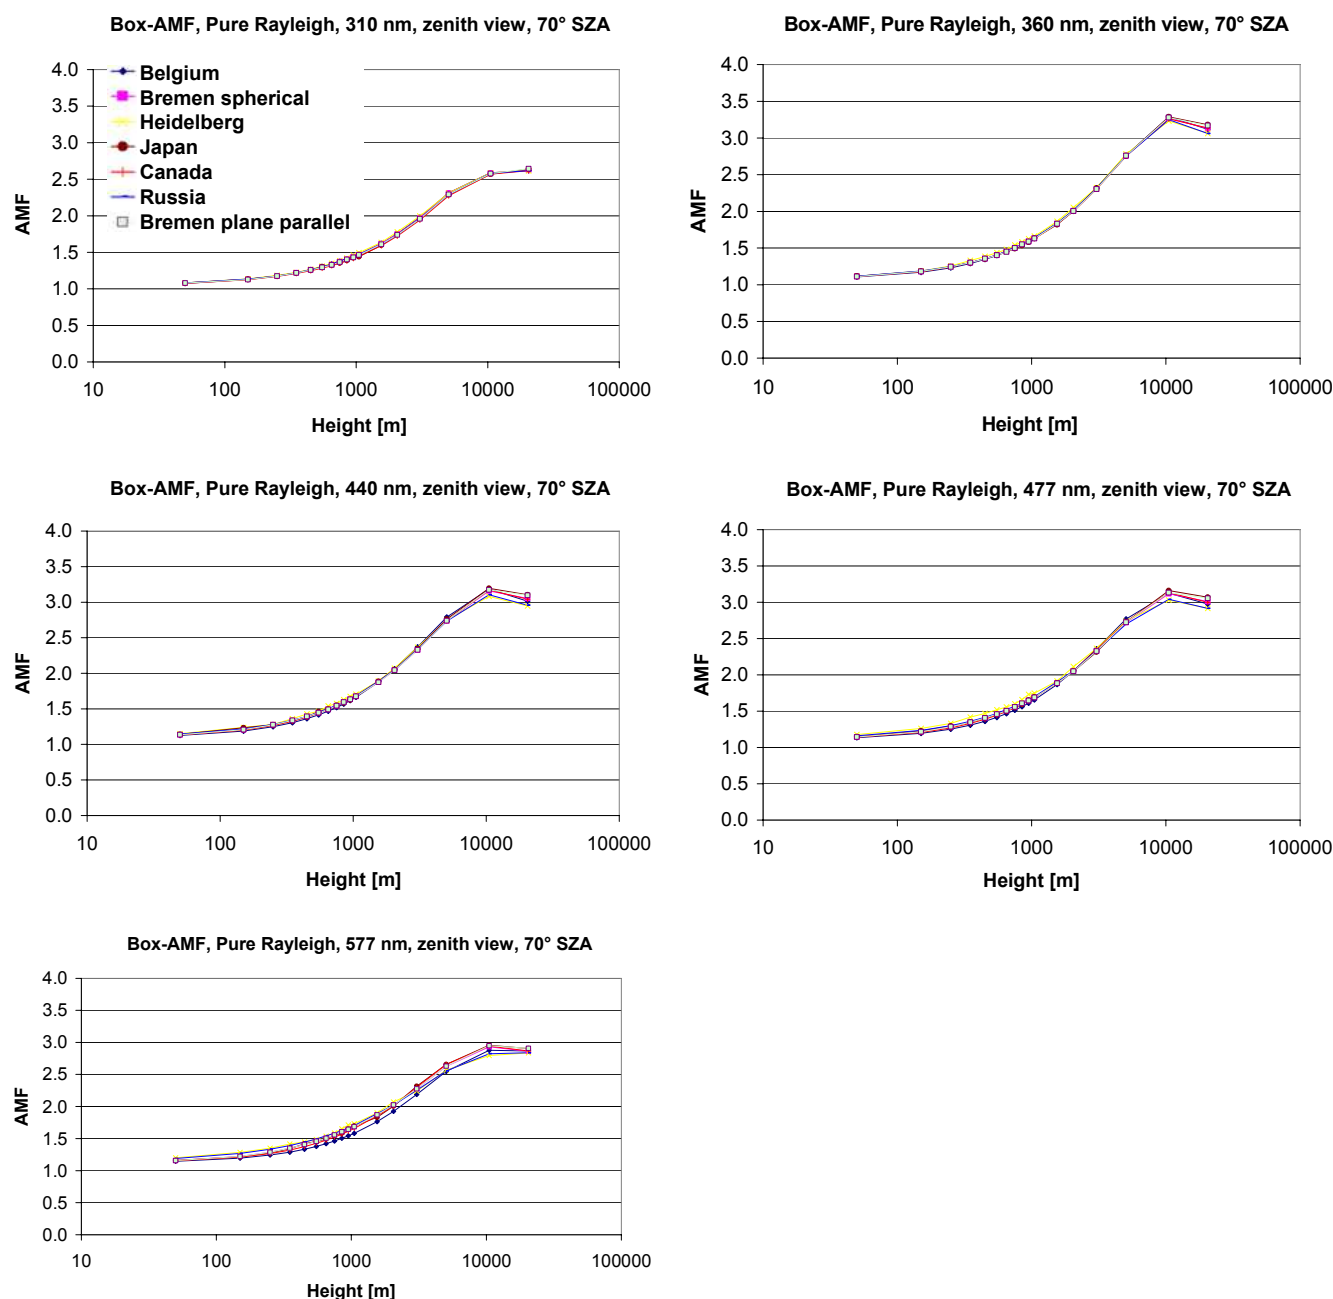 Box-AMF, Pure Rayleigh, 310 nm, zenith view, 70° SZA
4.0
3.5
3.0
2.5
2.0
1.5
1.0
0.5
0.0
AMF
Belgium
Bremen spherical
Heidelberg
Japan
Canada
Russia
Bremen plane parallel
10 100 1000 10000 100000
Height [m]
Box-AMF, Pure Rayleigh, 360 nm, zenith view, 70° SZA
4.0
3.5
3.0
2.5
2.0
1.5
1.0
0.5
0.0
AMF
10 100 1000 10000 100000
Height [m]
Box-AMF, Pure Rayleigh, 440 nm, zenith view, 70° SZA
4.0
3.5
3.0
2.5
2.0
1.5
1.0
0.5
0.0
AMF
10 100 1000 10000 100000
Height [m]
Box-AMF, Pure Rayleigh, 477 nm, zenith view, 70° SZA
4.0
3.5
3.0
2.5
2.0
1.5
1.0
0.5
0.0
AMF
10 100 1000 10000 100000
Height [m]
Box-AMF, Pure Rayleigh, 577 nm, zenith view, 70° SZA
4.0
3.5
3.0
2.5
2.0
1.5
1.0
0.5
0.0
AMF
10 100 1000 10000 100000
Height [m]